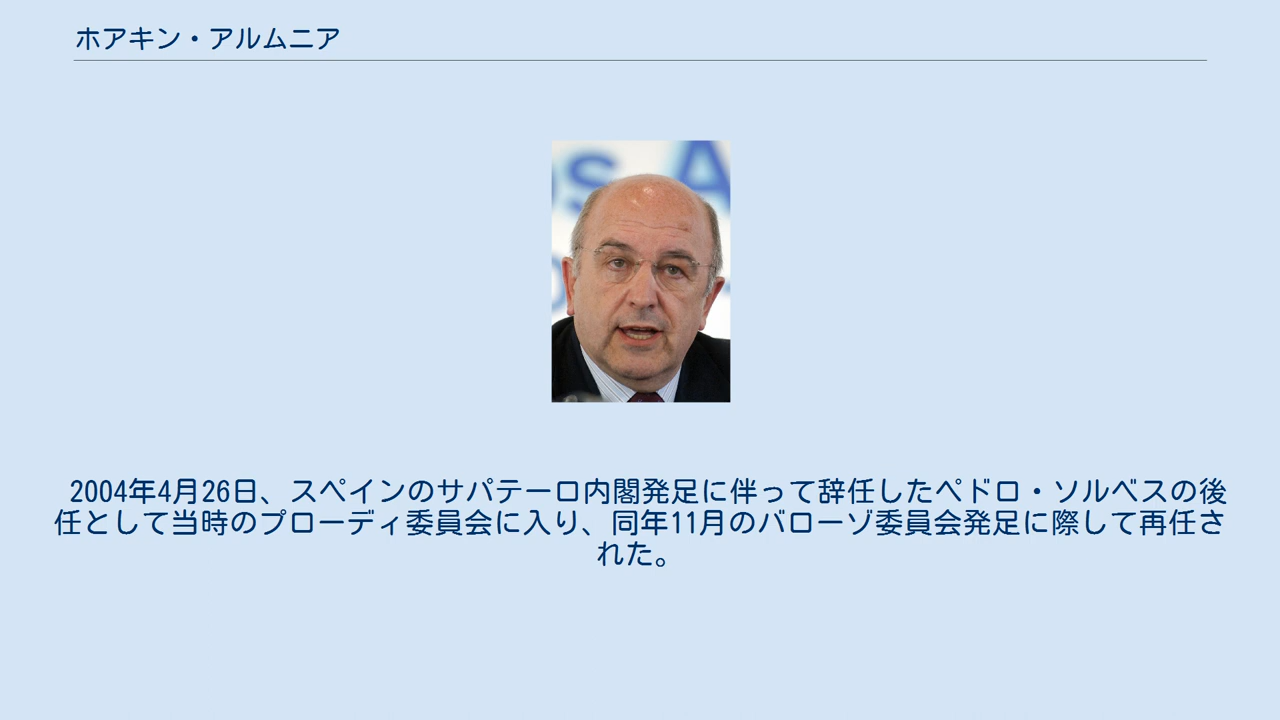 ホアキン・アルムニア
s A
2004年4月26日、スペインのサパテーロ内閣発足に伴って辞任したペドロ・ソルベスの後
任として当時のプローディ委員会に入り、同年11月のバローゾ委員会発足に際して再任さ
れた。